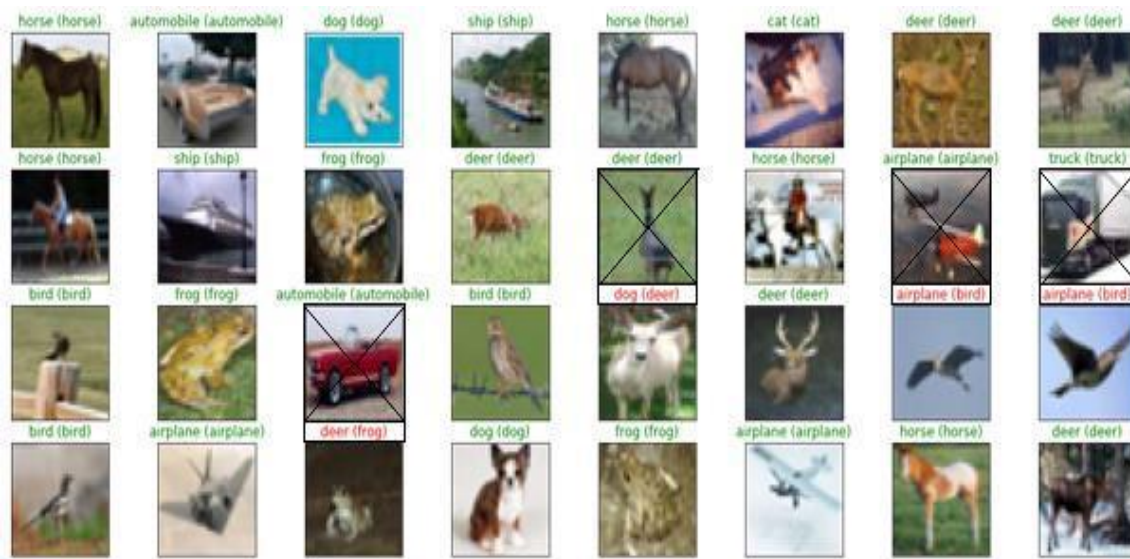 horse (horse) automobile (automobile) dog (dog) ship (ship) horse (horse) cat (cat) deer (deer) deer (deer)
horse (horse) ship (ship) frog (frog) deer (deer) deer (deer) horse (horse) airplane (airplane) truck (truck)
bird (bird) frog (frog) automobile (automobile) bird (bird) dog (deer) deer (deer) airplane (bird) airplane (bird)
bird (bird) airplane (airplane) deer (frog) dog (dog) frog (frog) airplane (airplane) horse (horse) deer (deer)